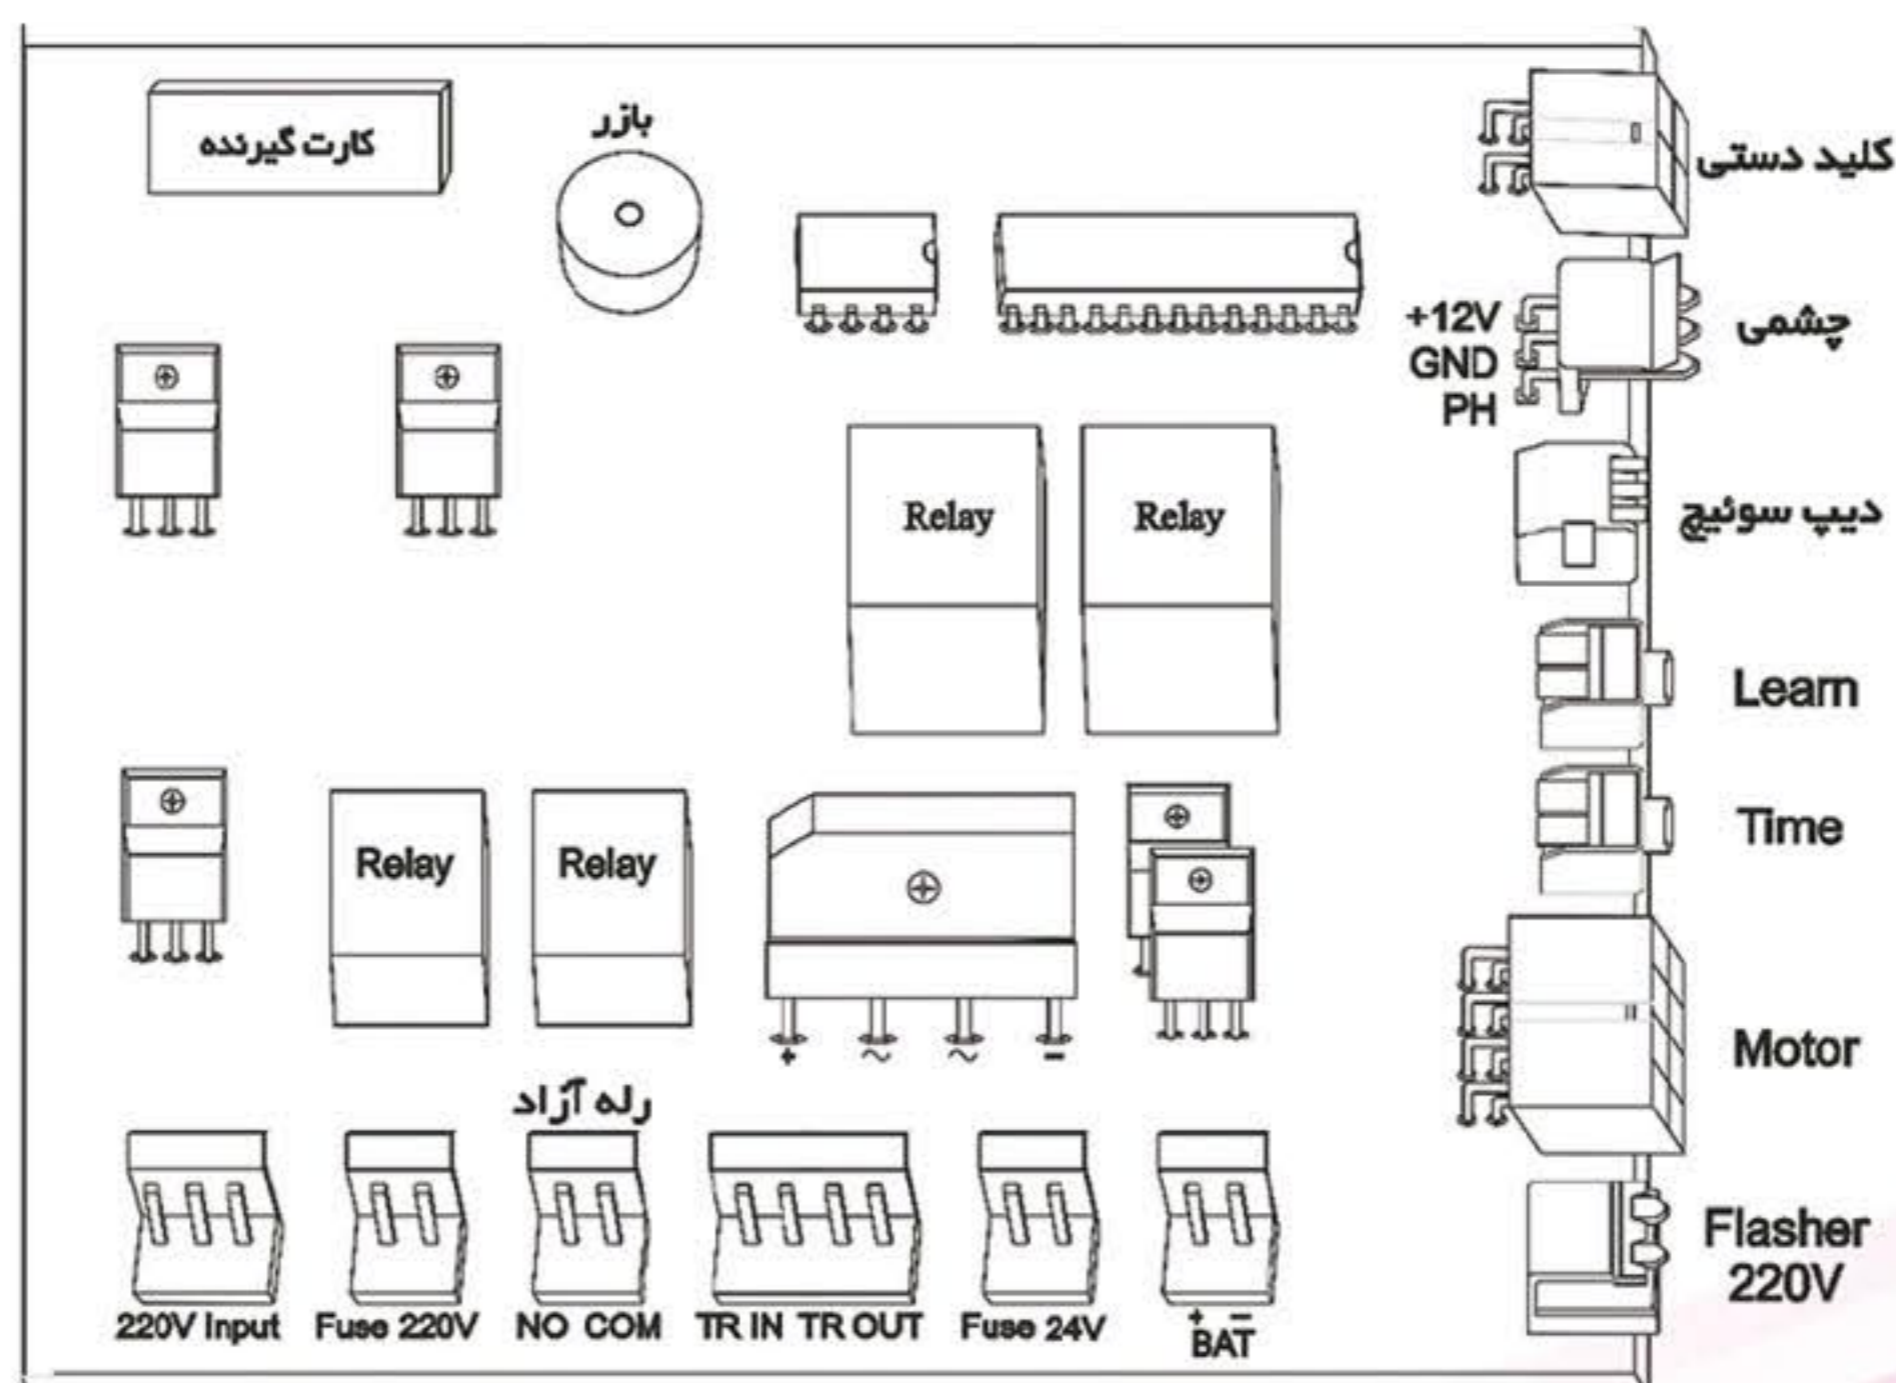 کارت گیرنده
بازر
کلید دستی
+12V
GND
PH
چشمی
Relay
Relay
دیپ سوئیچ
Learn
Time
Relay
Relay
+ ~ ~ -
Motor
رله آزاد
220V Input
Fuse 220V
NO COM
TR IN TR OUT
Fuse 24V
+ -
BAT
Flasher
220V